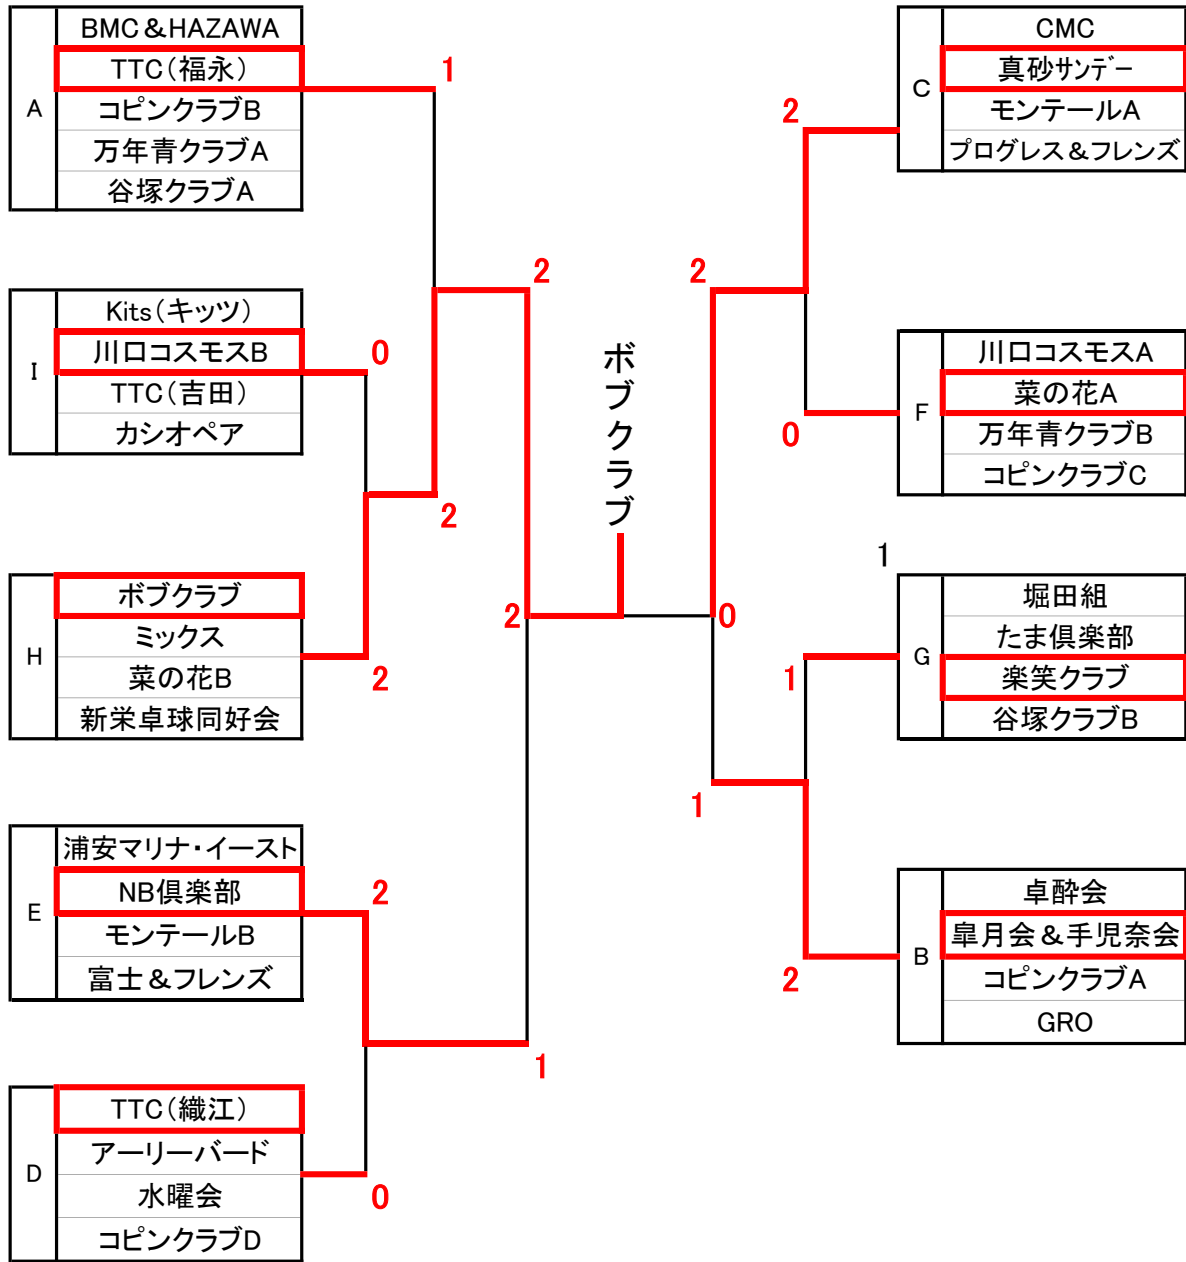 A
BMC＆HAZAWA
TTC（福永）
コピンクラブB
万年青クラブA
谷塚クラブA
1
I
Kits（キッツ）
川口コスモスB
TTC（吉田）
カシオペア
0
2
2
H
ボブクラブ
ミックス
菜の花B
新栄卓球同好会
2
E
浦安マリナ・イースト
NB倶楽部
モンテールB
富士＆フレンズ
2
1
D
TTC（織江）
アーリーバード
水曜会
コピンクラブD
0
ボブクラブ
2
0
C
CMC
真砂サンデー
モンテールA
プログレス＆フレンズ
2
2
F
川口コスモスA
菜の花A
万年青クラブB
コピンクラブC
0
1
G
堀田組
たま倶楽部
楽笑クラブ
谷塚クラブB
1
1
B
卓酔会
皐月会＆手児奈会
コピンクラブA
GRO
2